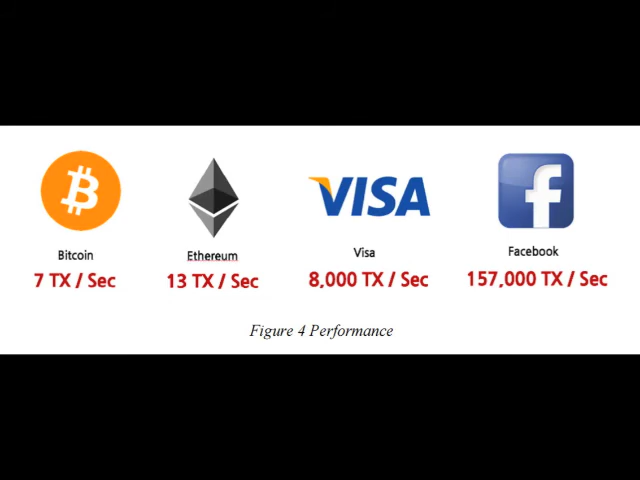 VISA
Bitcoin
7 TX / Sec
Ethereum
13 TX / Sec
Visa
8,000 TX / Sec
Facebook
157,000 TX / Sec
Figure 4 Performance